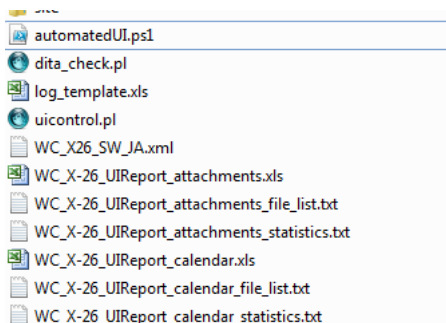 site
automatedUI.ps1
dita_check.pl
log_template.xls
uicontrol.pl
WC_X26_SW_JA.xml
WC_X-26_UIReport_attachments.xls
WC_X-26_UIReport_attachments_file_list.txt
WC_X-26_UIReport_attachments_statistics.txt
WC_X-26_UIReport_calendar.xls
WC_X-26_UIReport_calendar_file_list.txt
WC_X-26_UIReport_calendar_statistics.txt